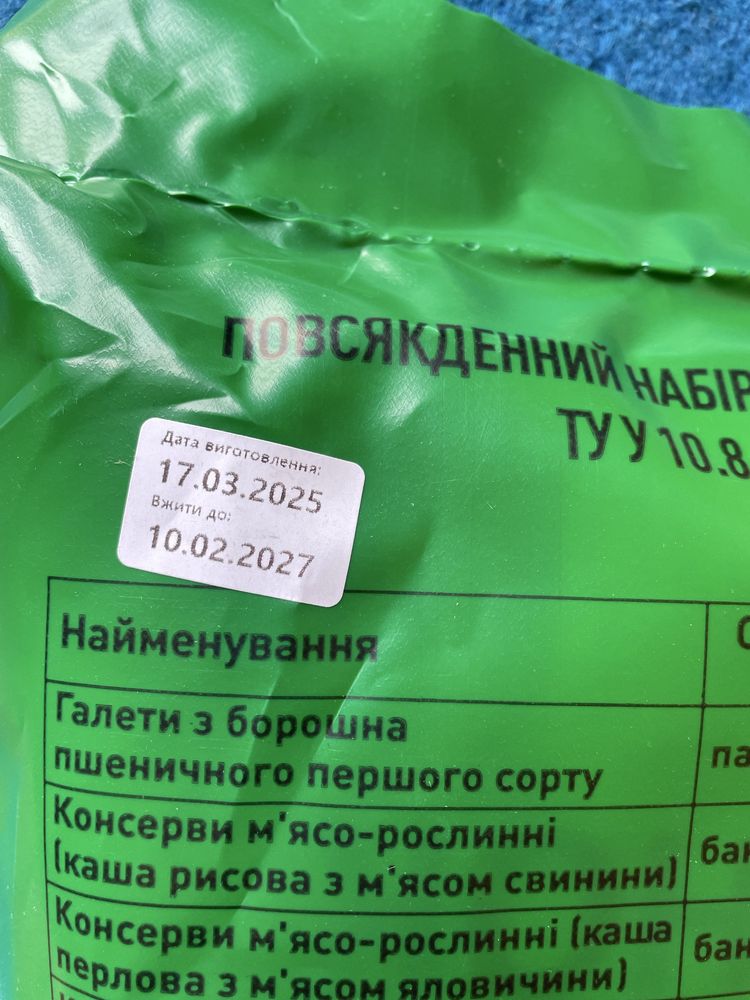 ПОВСЯКДЕННИЙ НАБІР
ТУ У 10.8
Дата виготовлення:
17.03.2025
Вжити до:
10.02.2027
Найменування
Галети з борошна
пшеничного першого сорту
Консерви м'ясо-рослинні
(каша рисова з м'ясом свинини)
Консерви м'ясо-рослинні (каша
перлова з м'ясом яловичини)